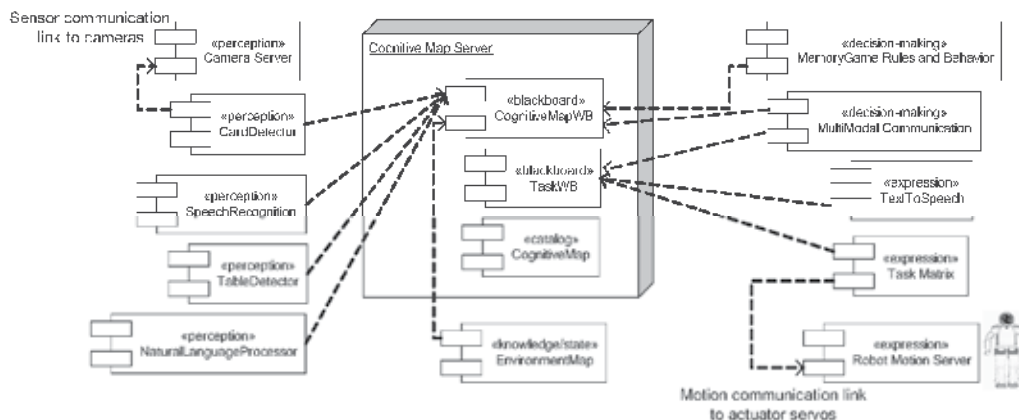 Sensor communication
link to cameras
«perception»
Camera Server
«perception»
CardDetector
«perception»
SpeechRecognition
«perception»
TableDetector
«perception»
NaturalLanguageProcessor
Cognitive Map Server
«blackboard»
CognitiveMapWB
«blackboard»
TaskWB
«catalog»
CognitiveMap
«knowledge/state»
EnvironmentMap
«decision-making»
MemoryGame Rules and Behavior
«decision-making»
MultiModal Communication
«expression»
TextToSpeech
«expression»
Task Matrix
«expression»
Robot Motion Server
Motion communication link
to actuator servos